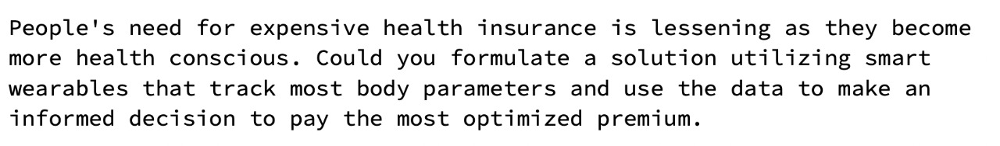 People's need for expensive health insurance is lessening as they become
more health conscious. Could you formulate a solution utilizing smart
wearables that track most body parameters and use the data to make an
informed decision to pay the most optimized premium.